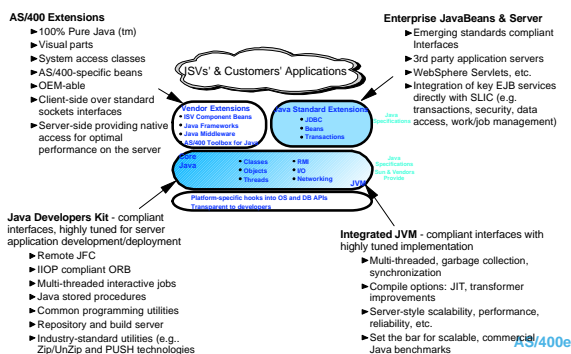 AS/400 Extensions
►100% Pure Java (tm)
►Visual parts
►System access classes
►AS/400-specific beans
►OEM-able
►Client-side over standard
sockets interfaces
►Server-side providing native
access for optimal
performance on the server
Enterprise JavaBeans & Server
►Emerging standards compliant
Interfaces
►3rd party application servers
►WebSphere Servlets, etc.
►Integration of key EJB services
directly with SLIC (e.g.
transactions, security, data
access, work/job management)
ISVs' & Customers' Applications
Vendor Extensions
• ISV Component Beans
• Java Frameworks
• Java Middleware
• AS/400 Toolbox for Java
Java Standard Extensions
• JDBC
• Beans
• Transactions
Java
Specifications
Core
Java
• Classes
• Objects
• Threads
• RMI
• I/O
• Networking
JVM
Java
Specifications
Sun & Vendors
Provide
Platform-specific hooks into OS and DB APIs
Transparent to developers
Java Developers Kit - compliant
interfaces, highly tuned for server
application development/deployment
►Remote JFC
►IIOP compliant ORB
►Multi-threaded interactive jobs
►Java stored procedures
►Common programming utilities
►Repository and build server
►Industry-standard utilities (e.g..
Zip/UnZip and PUSH technologies
Integrated JVM - compliant interfaces with
highly tuned implementation
►Multi-threaded, garbage collection,
synchronization
►Compile options: JIT, transformer
improvements
►Server-style scalability, performance,
reliability, etc.
►Set the bar for scalable, commercial
Java benchmarks
AS/400e